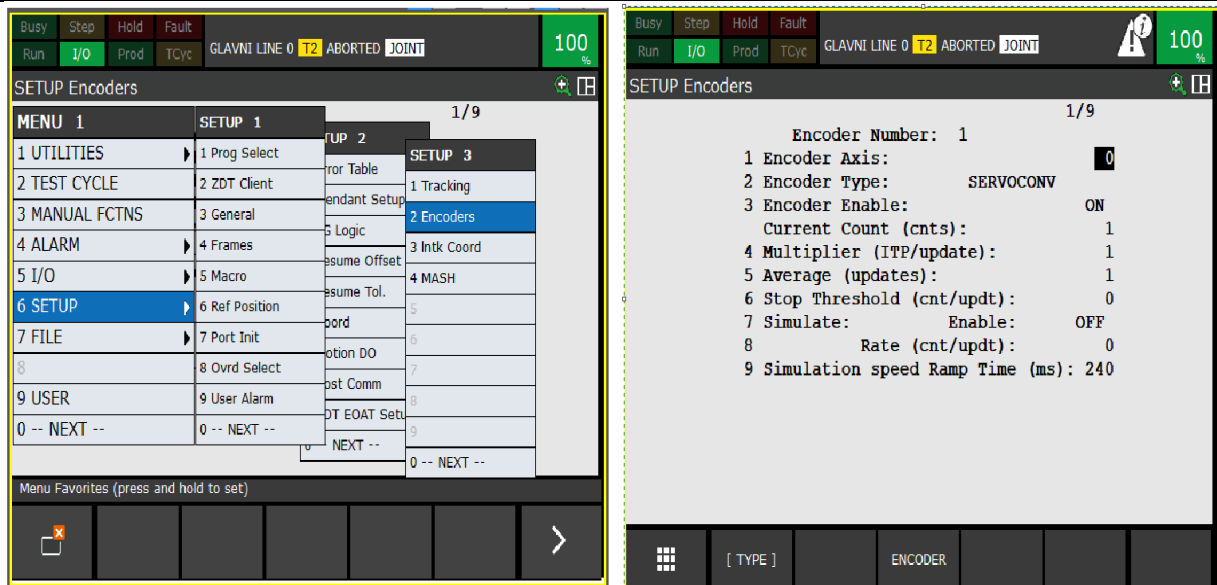 Busy Step Hold Fault
Run I/O Prod TCyc
GLAVNI LINE 0 T2 ABORTED JOINT
100
%
SETUP Encoders
1/9
MENU 1
1 UTILITIES
2 TEST CYCLE
3 MANUAL FCTNS
4 ALARM
5 I/O
6 SETUP
7 FILE
8
9 USER
0 -- NEXT --
SETUP 1
1 Prog Select
2 ZDT Client
3 General
4 Frames
5 Macro
6 Ref Position
7 Port Init
8 Ovrd Select
9 User Alarm
0 -- NEXT --
TUP 2
ror Table
endant Setup
G Logic
esume Offset
esume Tol.
oord
otion DO
ost Comm
DT EOAT Setu
NEXT --
SETUP 3
1 Tracking
2 Encoders
3 Intk Coord
4 MASH
5
6
7
8
9
0 -- NEXT --
Menu Favorites (press and hold to set)
Busy Step Hold Fault
Run I/O Prod TCyc
GLAVNI LINE 0 T2 ABORTED JOINT
100
%
SETUP Encoders
1/9
Encoder Number: 1
1 Encoder Axis: 0
2 Encoder Type: SERVOCONV
3 Encoder Enable: ON
Current Count (cnts): 1
4 Multiplier (ITP/update): 1
5 Average (updates): 1
6 Stop Threshold (cnt/updt): 0
7 Simulate: Enable: OFF
8 Rate (cnt/updt): 0
9 Simulation speed Ramp Time (ms): 240
[ TYPE ] ENCODER